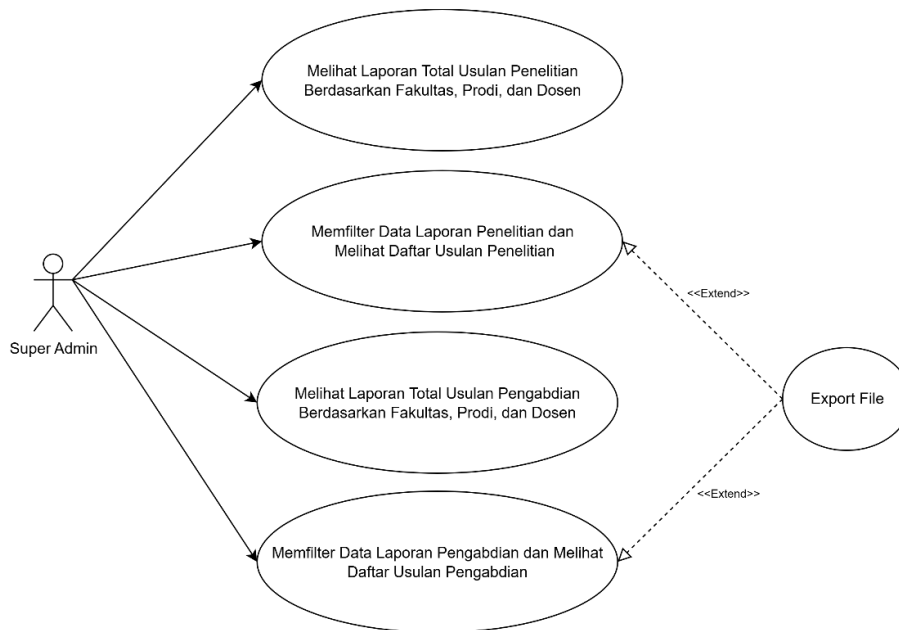 Melihat Laporan Total Usulan Penelitian
Berdasarkan Fakultas, Prodi, dan Dosen
Memfilter Data Laporan Penelitian dan
Melihat Daftar Usulan Penelitian
<<Extend>>
Super Admin
Melihat Laporan Total Usulan Pengabdian
Berdasarkan Fakultas, Prodi, dan Dosen
Export File
<<Extend>>
Memfilter Data Laporan Pengabdian dan Melihat
Daftar Usulan Pengabdian